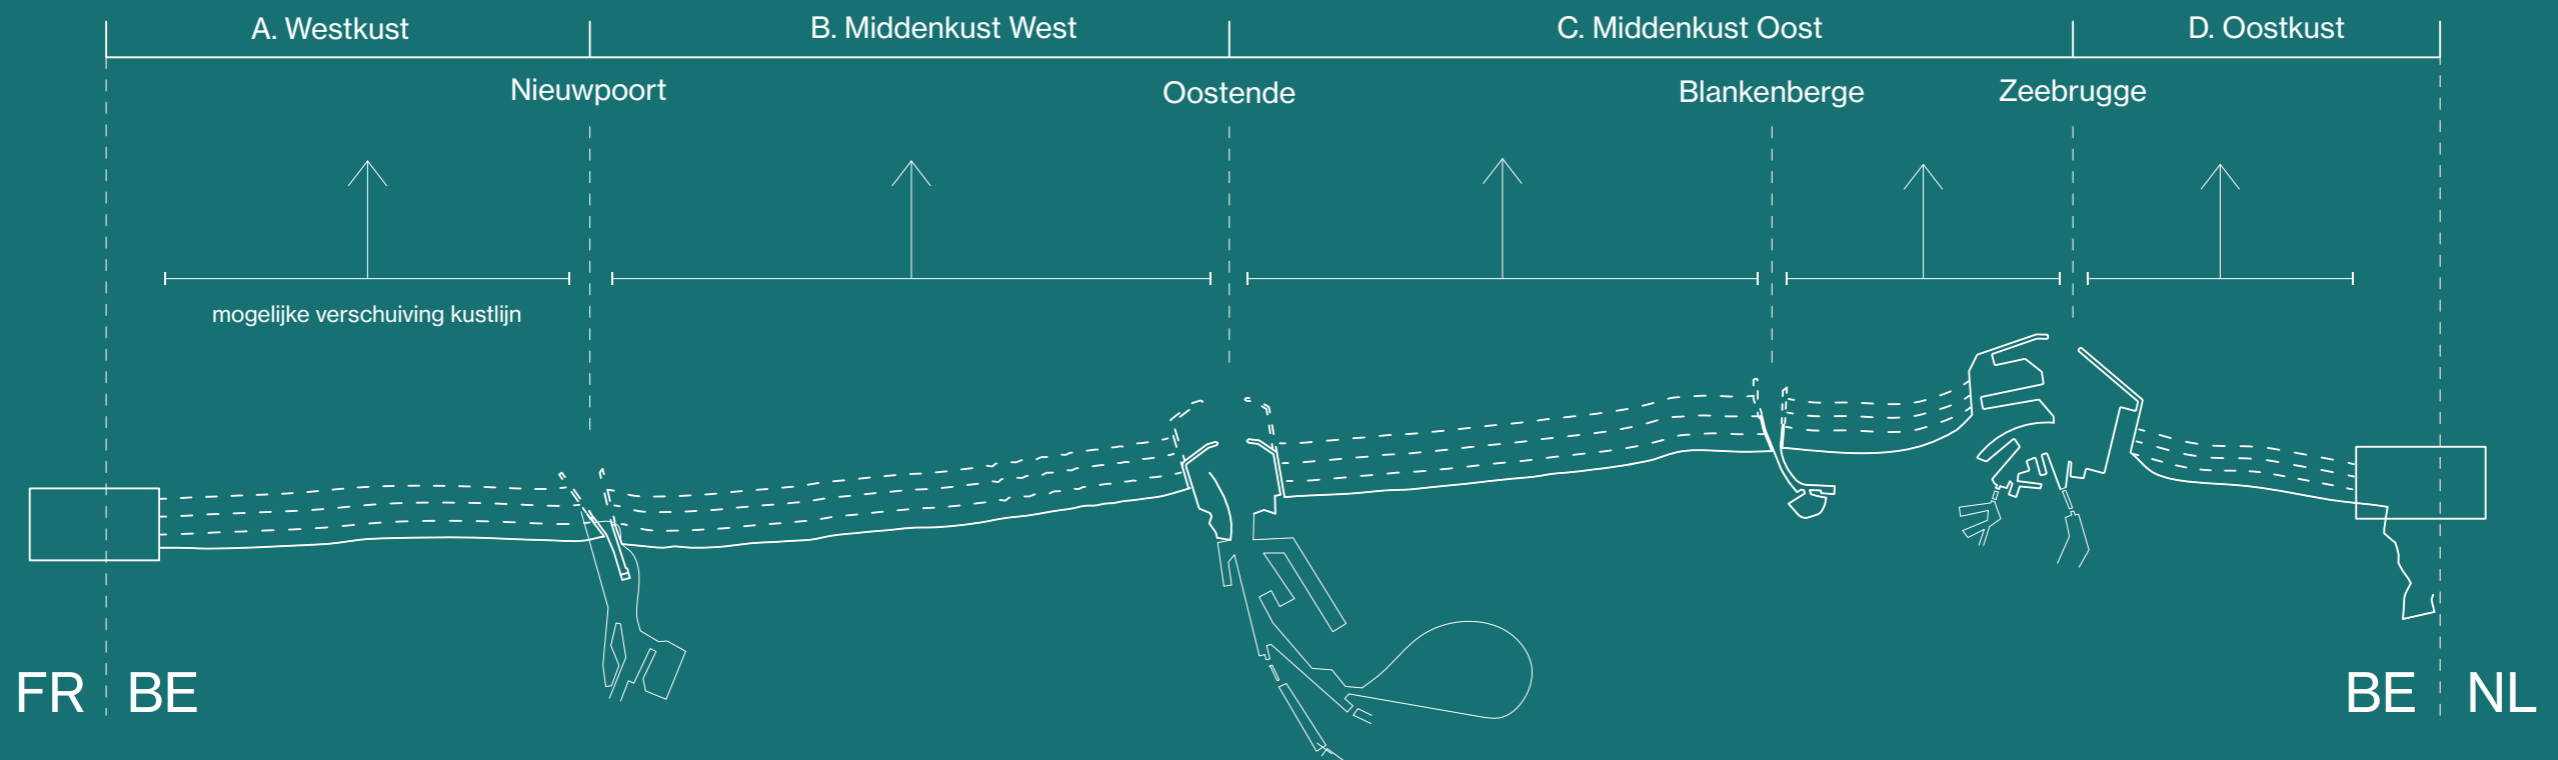 A. Westkust
B. Middenkust West
C. Middenkust Oost
D. Oostkust
Nieuwpoort
Oostende
Blankenberge
Zeebrugge
mogelijke verschuiving kustlijn
FR
BE
BE
NL